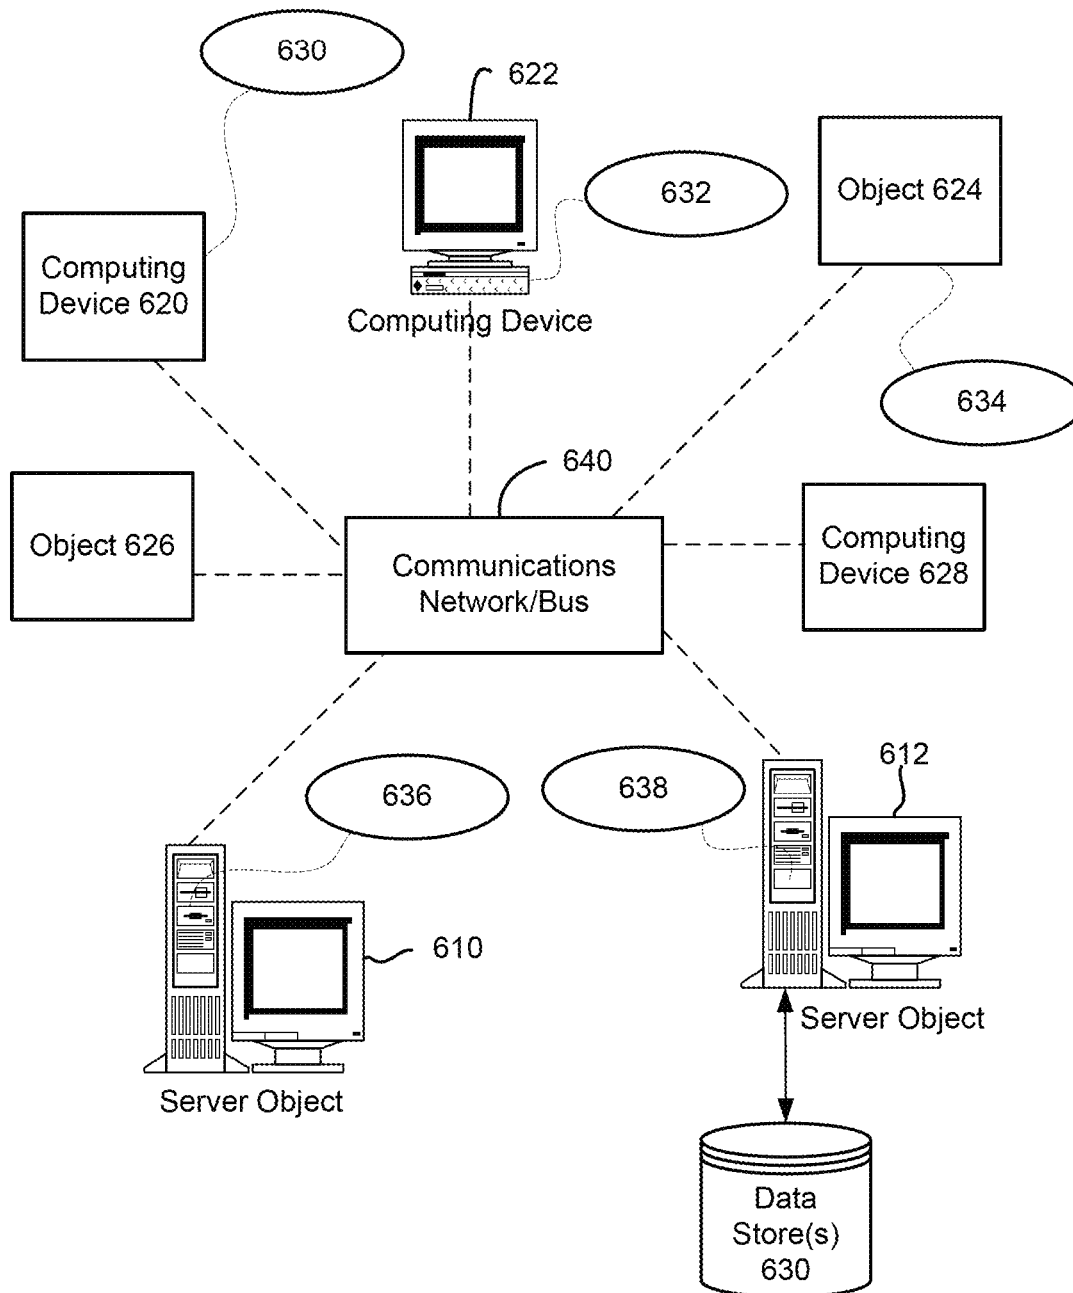 630
622
632
Object 624
Computing
Device 620
Computing Device
634
640
Object 626
Communications
Network/Bus
Computing
Device 628
636
638
612
610
Server Object
Server Object
Data
Store(s)
630